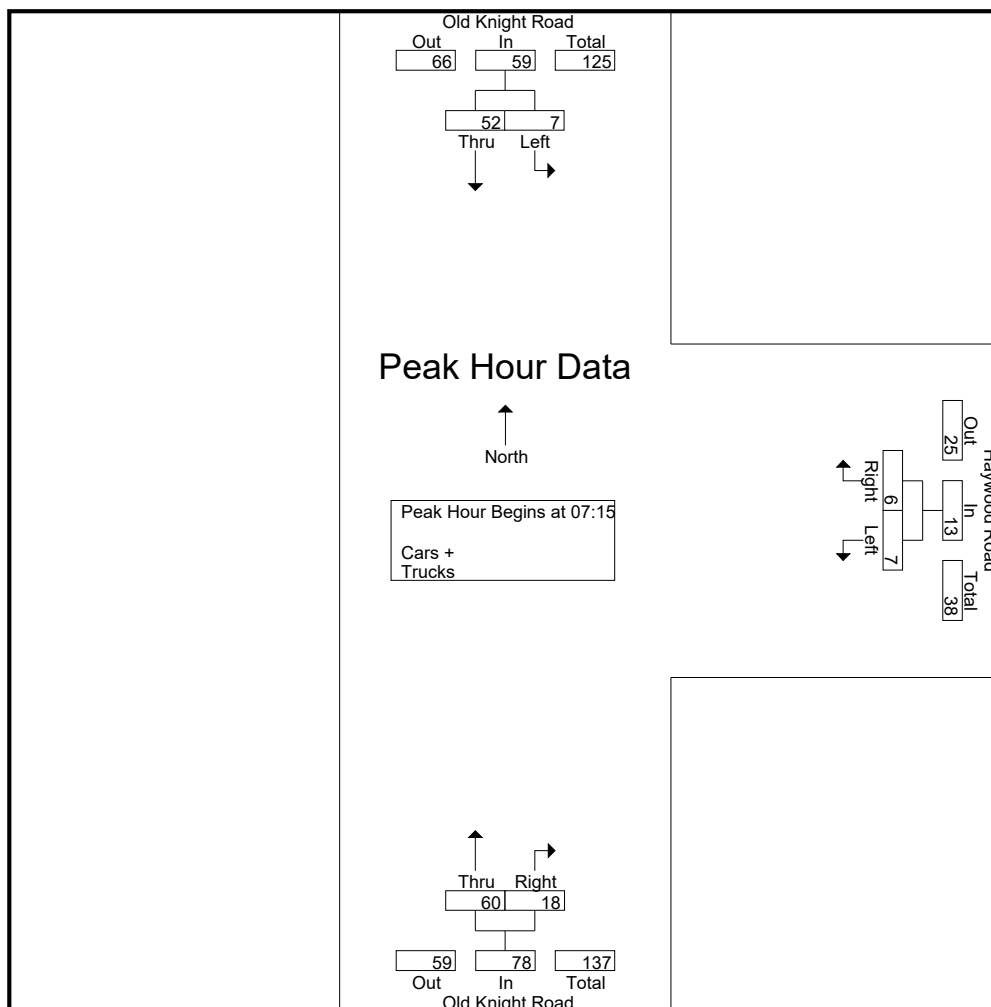 Old Knight Road
Out In Total
66 59 125
52 7
Thru Left
Peak Hour Data
North
Peak Hour Begins at 07:15
Cars +
Trucks
Haywood Road
Out In Total
25 13 38
6 7
Right Left
Thru Right
60 18
59 78 137
Out In Total
Old Knight Road